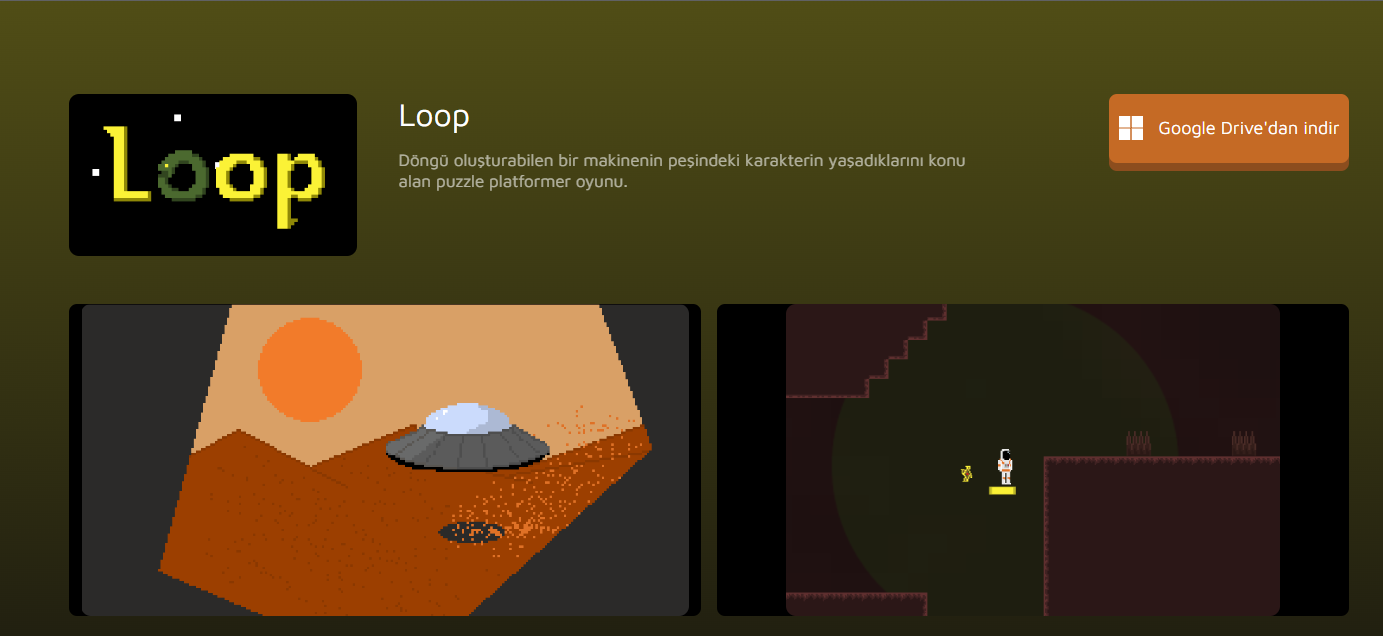 Loop
Loop
Döngü oluşturabilen bir makinenin peşindeki karakterin yaşadıklarını konu
alan puzzle platformer oyunu.
Google Drive'dan indir